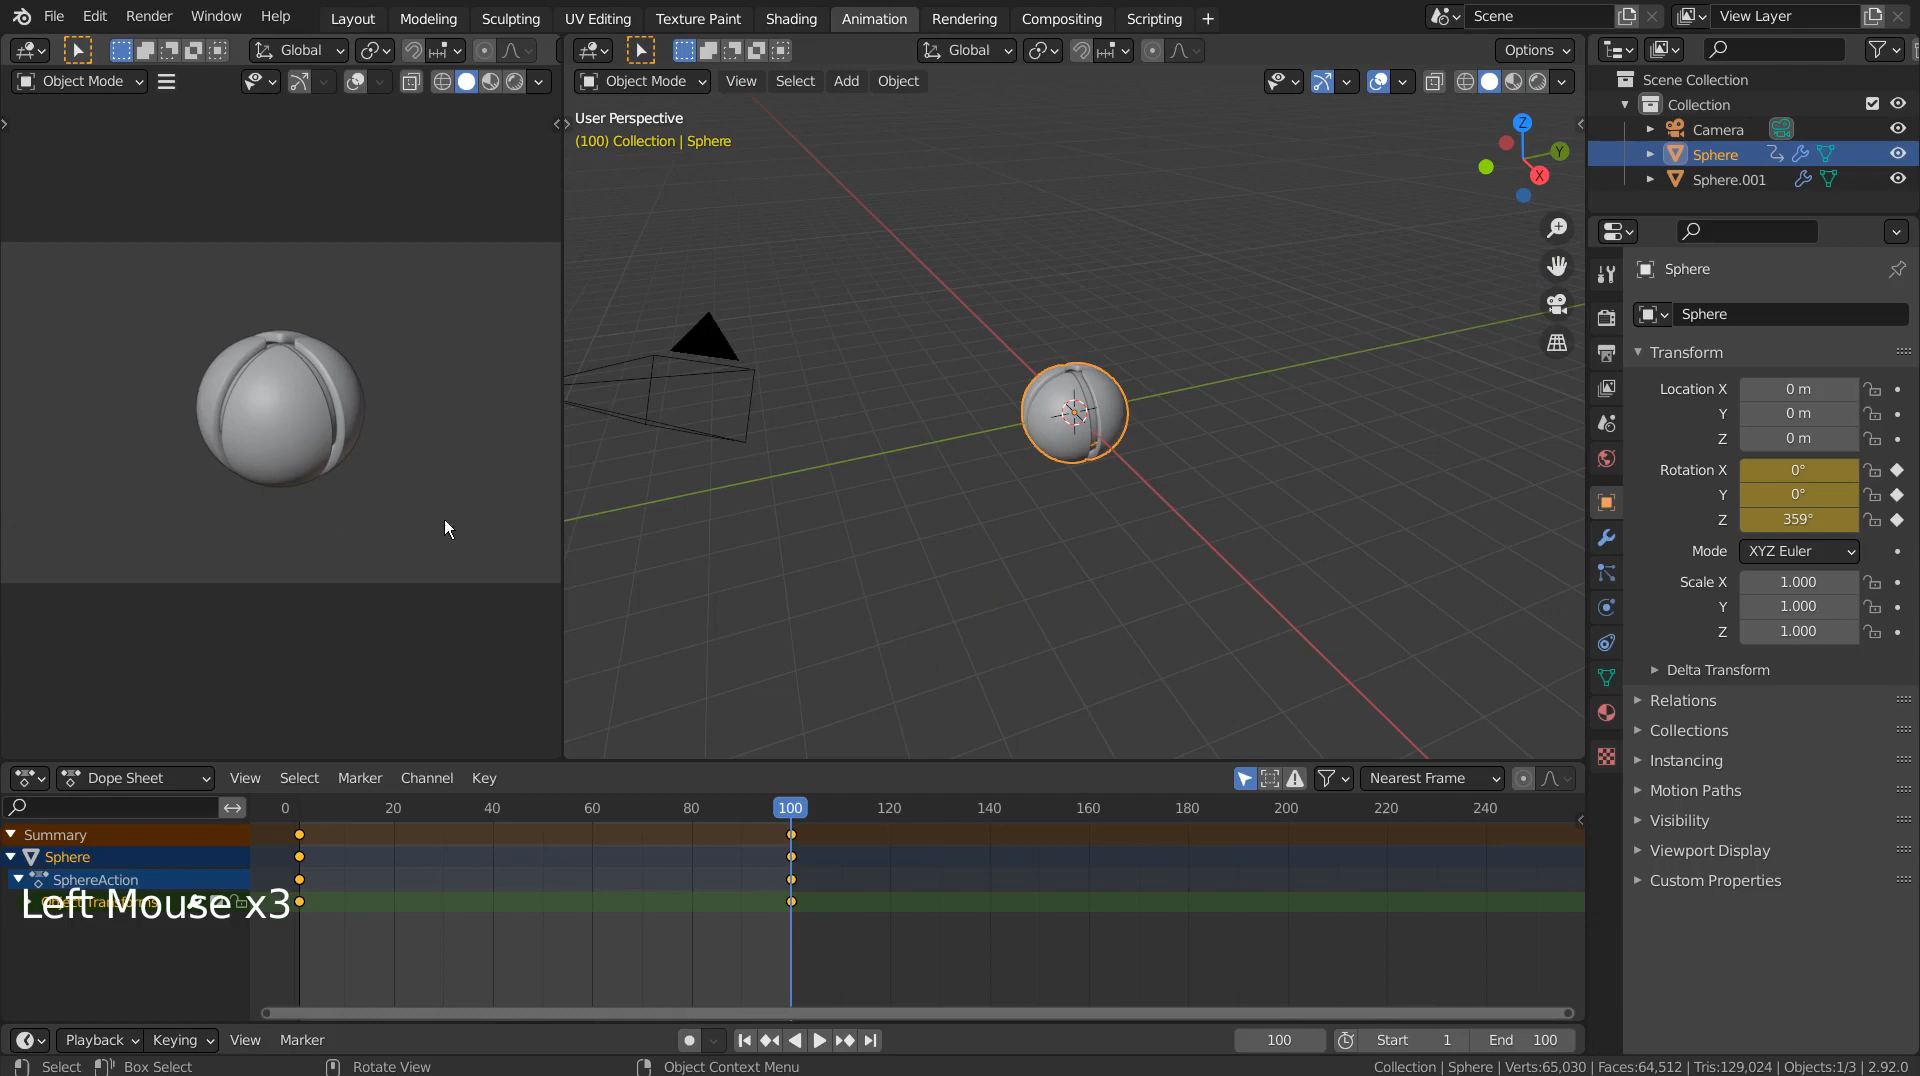 File Edit Render Window Help Layout Modeling Sculpting UV Editing Texture Paint Shading Animation Rendering Compositing Scripting + Scene View Layer
Global Global Options
Object Mode Object Mode View Select Add Object
User Perspective
(100) Collection | Sphere
Z
Y
X
Scene Collection
Collection
Camera
Sphere
Sphere.001
Sphere
Sphere
Transform
Location X 0 m
Y 0 m
Z 0 m
Rotation X 0°
Y 0°
Z 359°
Mode XYZ Euler
Scale X 1.000
Y 1.000
Z 1.000
Delta Transform
Relations
Collections
Instancing
Motion Paths
Visibility
Viewport Display
Custom Properties
Dope Sheet View Select Marker Channel Key Nearest Frame
0 20 40 60 80 100 120 140 160 180 200 220 240
Summary
Sphere
SphereAction
Left Mouse x3
Playback Keying View Marker 100 Start 1 End 100
Select Box Select Rotate View Object Context Menu Collection | Sphere | Verts:65,030 | Faces:64,512 | Tris:129,024 | Objects:1/3 | 2.92.0